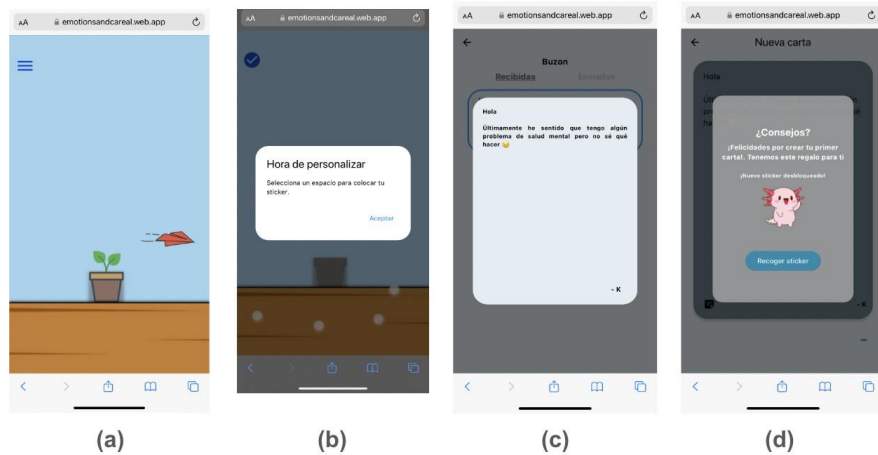 AA emotionsandcareal.web.app
(a)
AA emotionsandcareal.web.app
Hora de personalizar
Selecciona un espacio para colocar tu
sticker.
Aceptar
(b)
AA emotionsandcareal.web.app
Buzon
Recibidas Enviadas
Hola
Últimamente he sentido que tengo algún
problema de salud mental pero no sé qué
hacer 😥
- K
(c)
AA emotionsandcareal.web.app
Nueva carta
Hola
¿Consejos?
¡Felicidades por crear tu primer
carta!. Tenemos este regalo para ti
¡Nuevo sticker desbloqueado!
Recoger sticker
- K
(d)